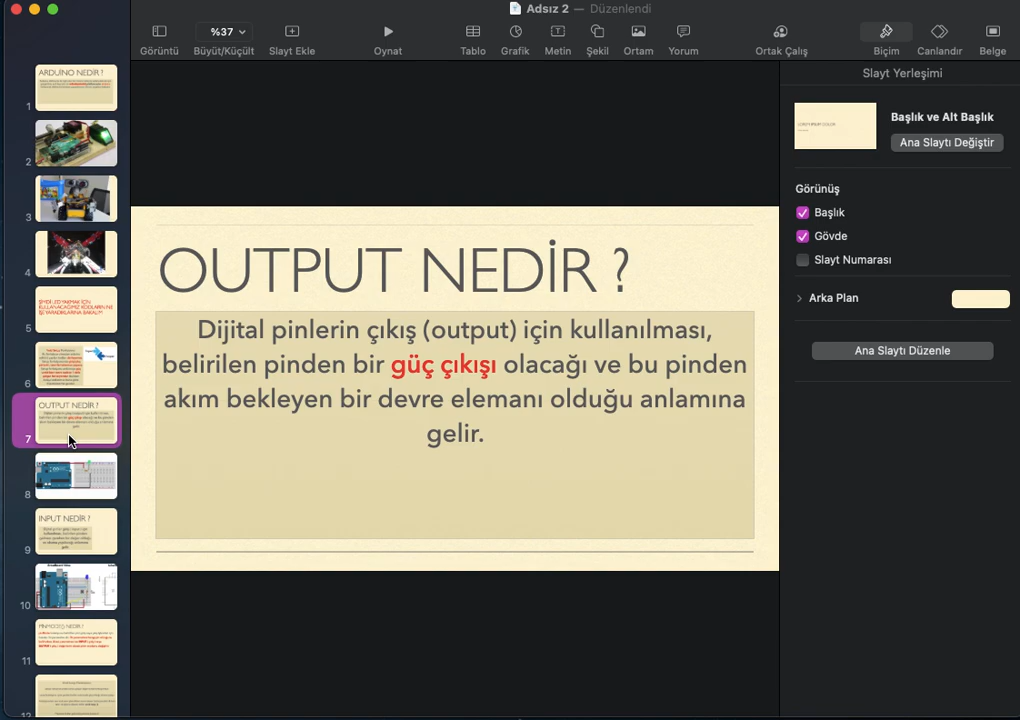 Adsız 2 — Düzenlendi
%37
Görüntü
Büyüt/Küçült
Slayt Ekle
Oynat
Tablo
Grafik
Metin
Şekil
Ortam
Yorum
Ortak Çalış
Biçim
Canlandır
Belge
ARDUİNO NEDİR ?
1
2
3
4
5
6
OUTPUT NEDİR ?
7
8
INPUT NEDİR ?
9
10
11
12
OUTPUT NEDİR ?
Dijital pinlerin çıkış (output) için kullanılması,
belirilen pinden bir güç çıkışı olacağı ve bu pinden
akım bekleyen bir devre elemanı olduğu anlamına
gelir.
Slayt Yerleşimi
Başlık ve Alt Başlık
Ana Slaytı Değiştir
Görünüş
Başlık
Gövde
Slayt Numarası
Arka Plan
Ana Slaytı Düzenle